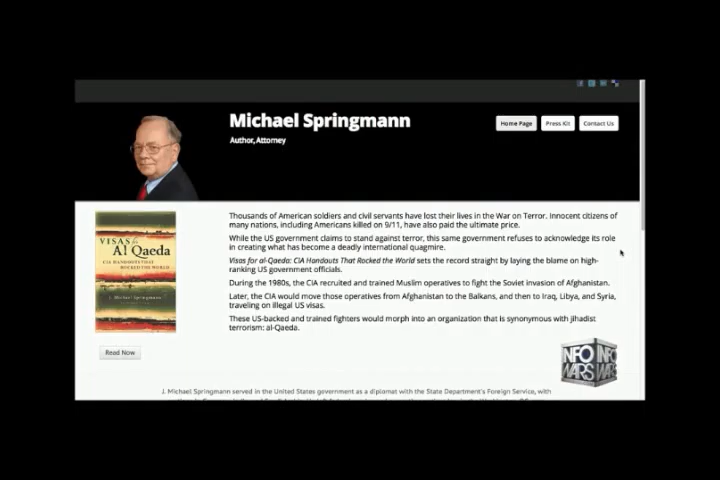 Michael Springmann
Author, Attorney
Home Page
Press Kit
Contact Us
Thousands of American soldiers and civil servants have lost their lives in the War on Terror. Innocent citizens of
many nations, including Americans killed on 9/11, have also paid the ultimate price.
While the US government claims to stand against terror, this same government refuses to acknowledge its role
in creating what has become a deadly international quagmire.
Visas for al-Qaeda: CIA Handouts That Rocked the World sets the record straight by laying the blame on high-
ranking US government officials.
During the 1980s, the CIA recruited and trained Muslim operatives to fight the Soviet invasion of Afghanistan.
Later, the CIA would move those operatives from Afghanistan to the Balkans, and then to Iraq, Libya, and Syria,
traveling on illegal US visas.
These US-backed and trained fighters would morph into an organization that is synonymous with jihadist
terrorism: al-Qaeda.
VISAS for
Al Qaeda
CIA HANDOUTS THAT
ROCKED THE WORLD
J. Michael Springmann
Read Now
INFO INFO
WARS WARS
J. Michael Springmann served in the United States government as a diplomat with the State Department's Foreign Service, with